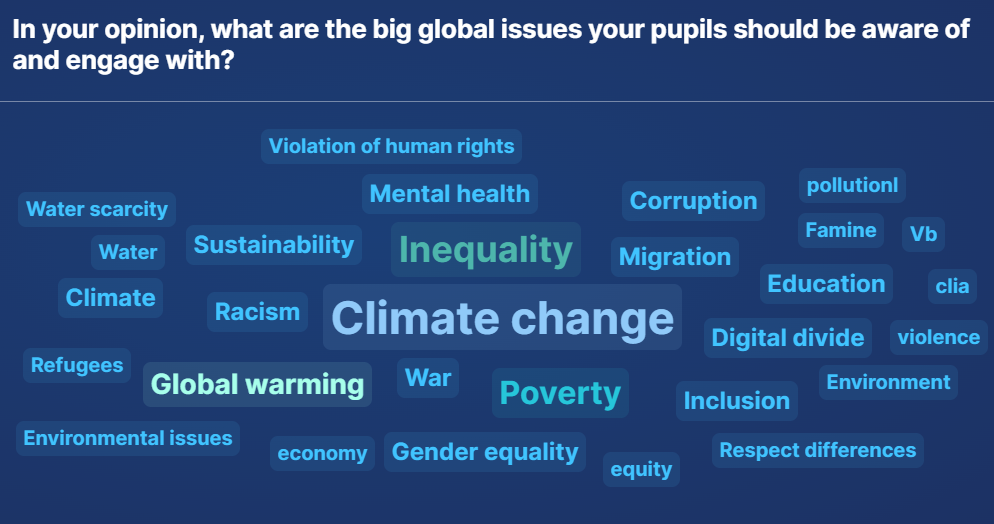 In your opinion, what are the big global issues your pupils should be aware of
and engage with?
Violation of human rights
Mental health
Corruption
pollutionl
Water scarcity
Famine
Vb
Water
Sustainability
Inequality
Migration
Education
clia
Climate
Racism
Climate change
Digital divide
violence
Refugees
Global warming
War
Poverty
Inclusion
Environment
Environmental issues
economy
Gender equality
equity
Respect differences